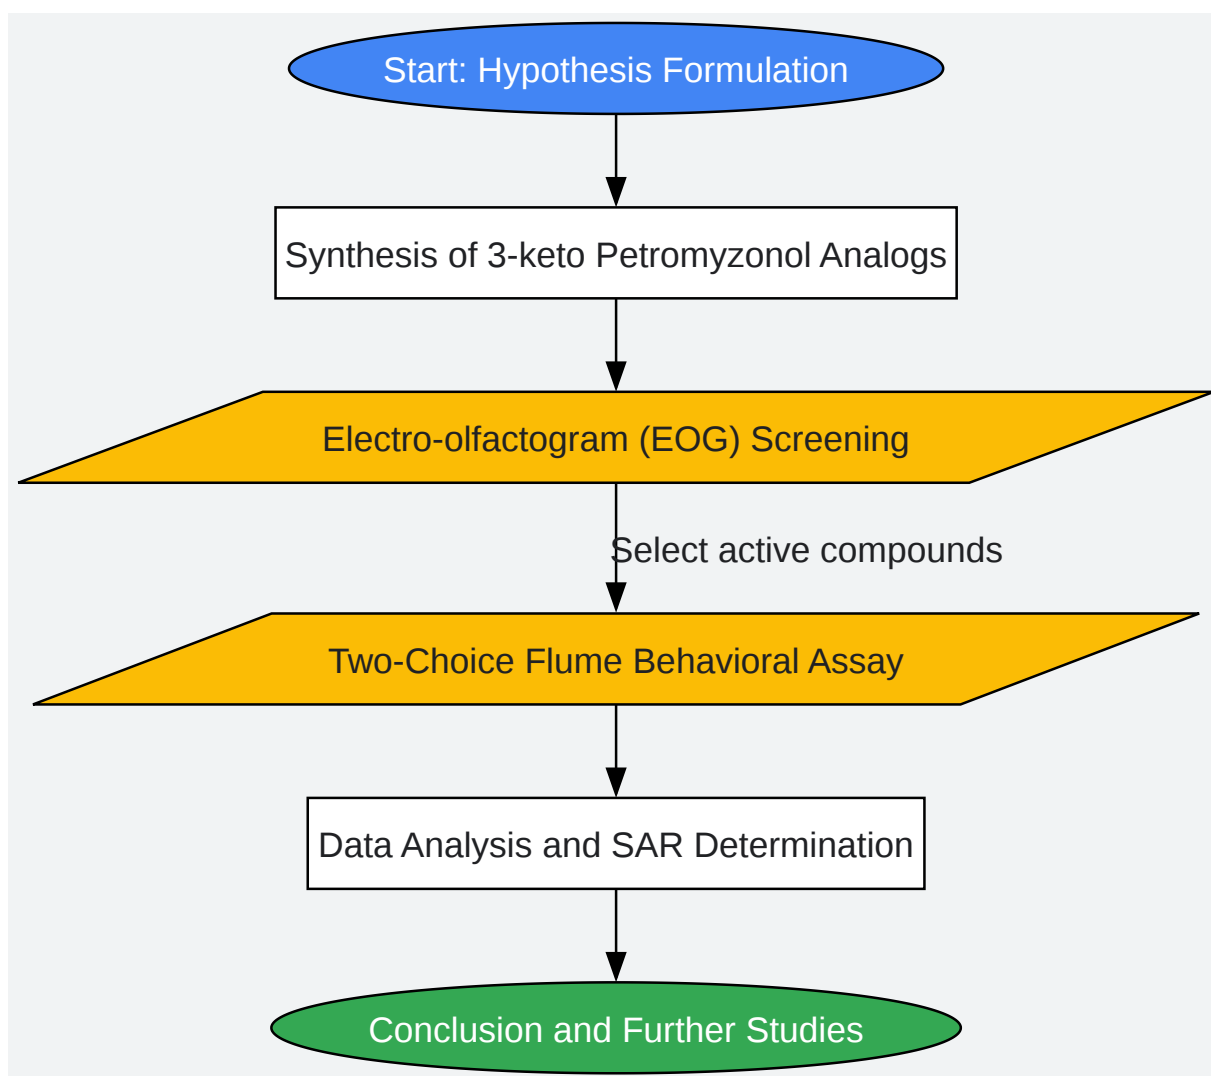 Start: Hypothesis Formulation
Synthesis of 3-keto Petromyzonol Analogs
Electro-olfactogram (EOG) Screening
Select active compounds
Two-Choice Flume Behavioral Assay
Data Analysis and SAR Determination
Conclusion and Further Studies